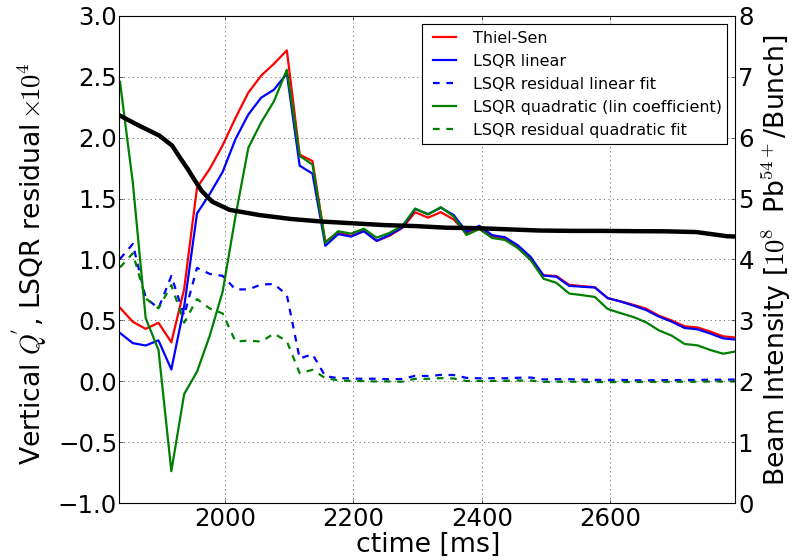 3.0
2.5
2.0
1.5
1.0
0.5
0.0
−0.5
−1.0
Vertical Q′, LSQR residual ×10⁴
Thiel-Sen
LSQR linear
LSQR residual linear fit
LSQR quadratic (lin coefficient)
LSQR residual quadratic fit
8
7
6
5
4
3
2
1
0
Beam Intensity [10⁸ Pb⁵⁴⁺/Bunch]
2000
2200
2400
2600
ctime [ms]